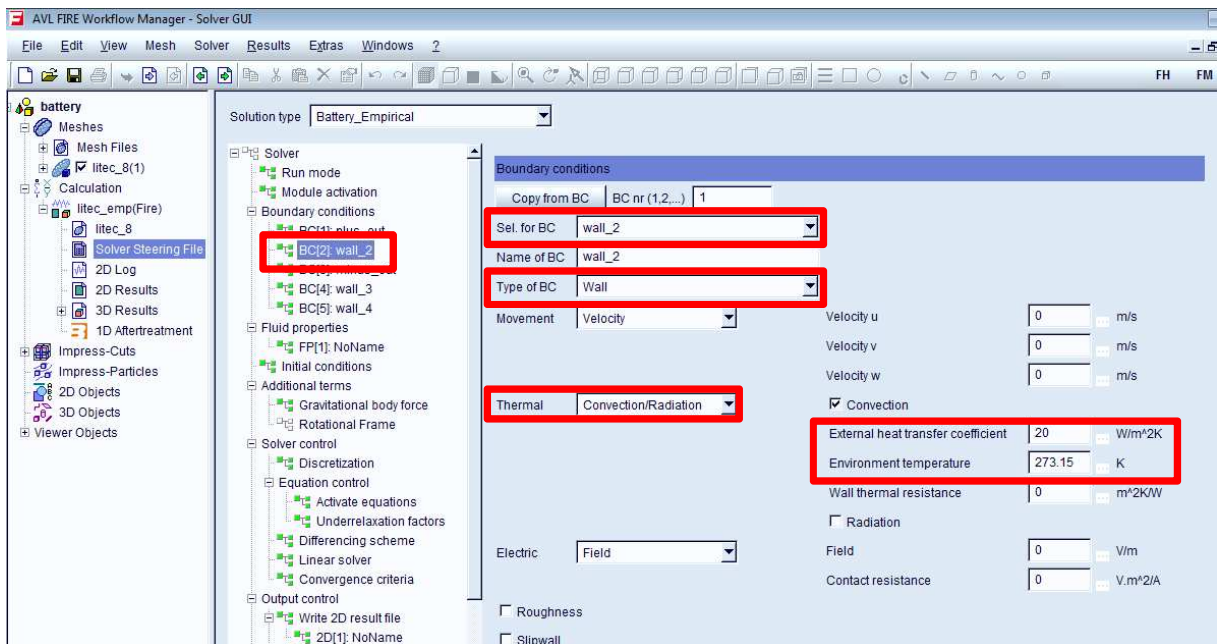 AVL FIRE Workflow Manager - Solver GUI
File Edit View Mesh Solver Results Extras Windows ?
FH FM
battery
Meshes
Mesh Files
litec_8(1)
Calculation
litec_emp(Fire)
litec_8
Solver Steering File
2D Log
2D Results
3D Results
1D Aftertreatment
Impress-Cuts
Impress-Particles
2D Objects
3D Objects
Viewer Objects
Solution type Battery_Empirical
Solver
Run mode
Module activation
Boundary conditions
BC[1]: plus_out
BC[2]: wall_2
BC[4]: wall_3
BC[5]: wall_4
Fluid properties
FP[1]: NoName
Initial conditions
Additional terms
Gravitational body force
Rotational Frame
Solver control
Discretization
Equation control
Activate equations
Underrelaxation factors
Differencing scheme
Linear solver
Convergence criteria
Output control
Write 2D result file
2D[1]: NoName
Boundary conditions
Copy from BC BC nr (1,2,...) 1
Sel. for BC wall_2
Name of BC wall_2
Type of BC Wall
Movement Velocity Velocity u 0 m/s
Velocity v 0 m/s
Velocity w 0 m/s
Thermal Convection/Radiation Convection
External heat transfer coefficient 20 W/m^2K
Environment temperature 273.15 K
Wall thermal resistance 0 m^2K/W
Radiation
Electric Field Field 0 V/m
Contact resistance 0 V.m^2/A
Roughness
Slipwall